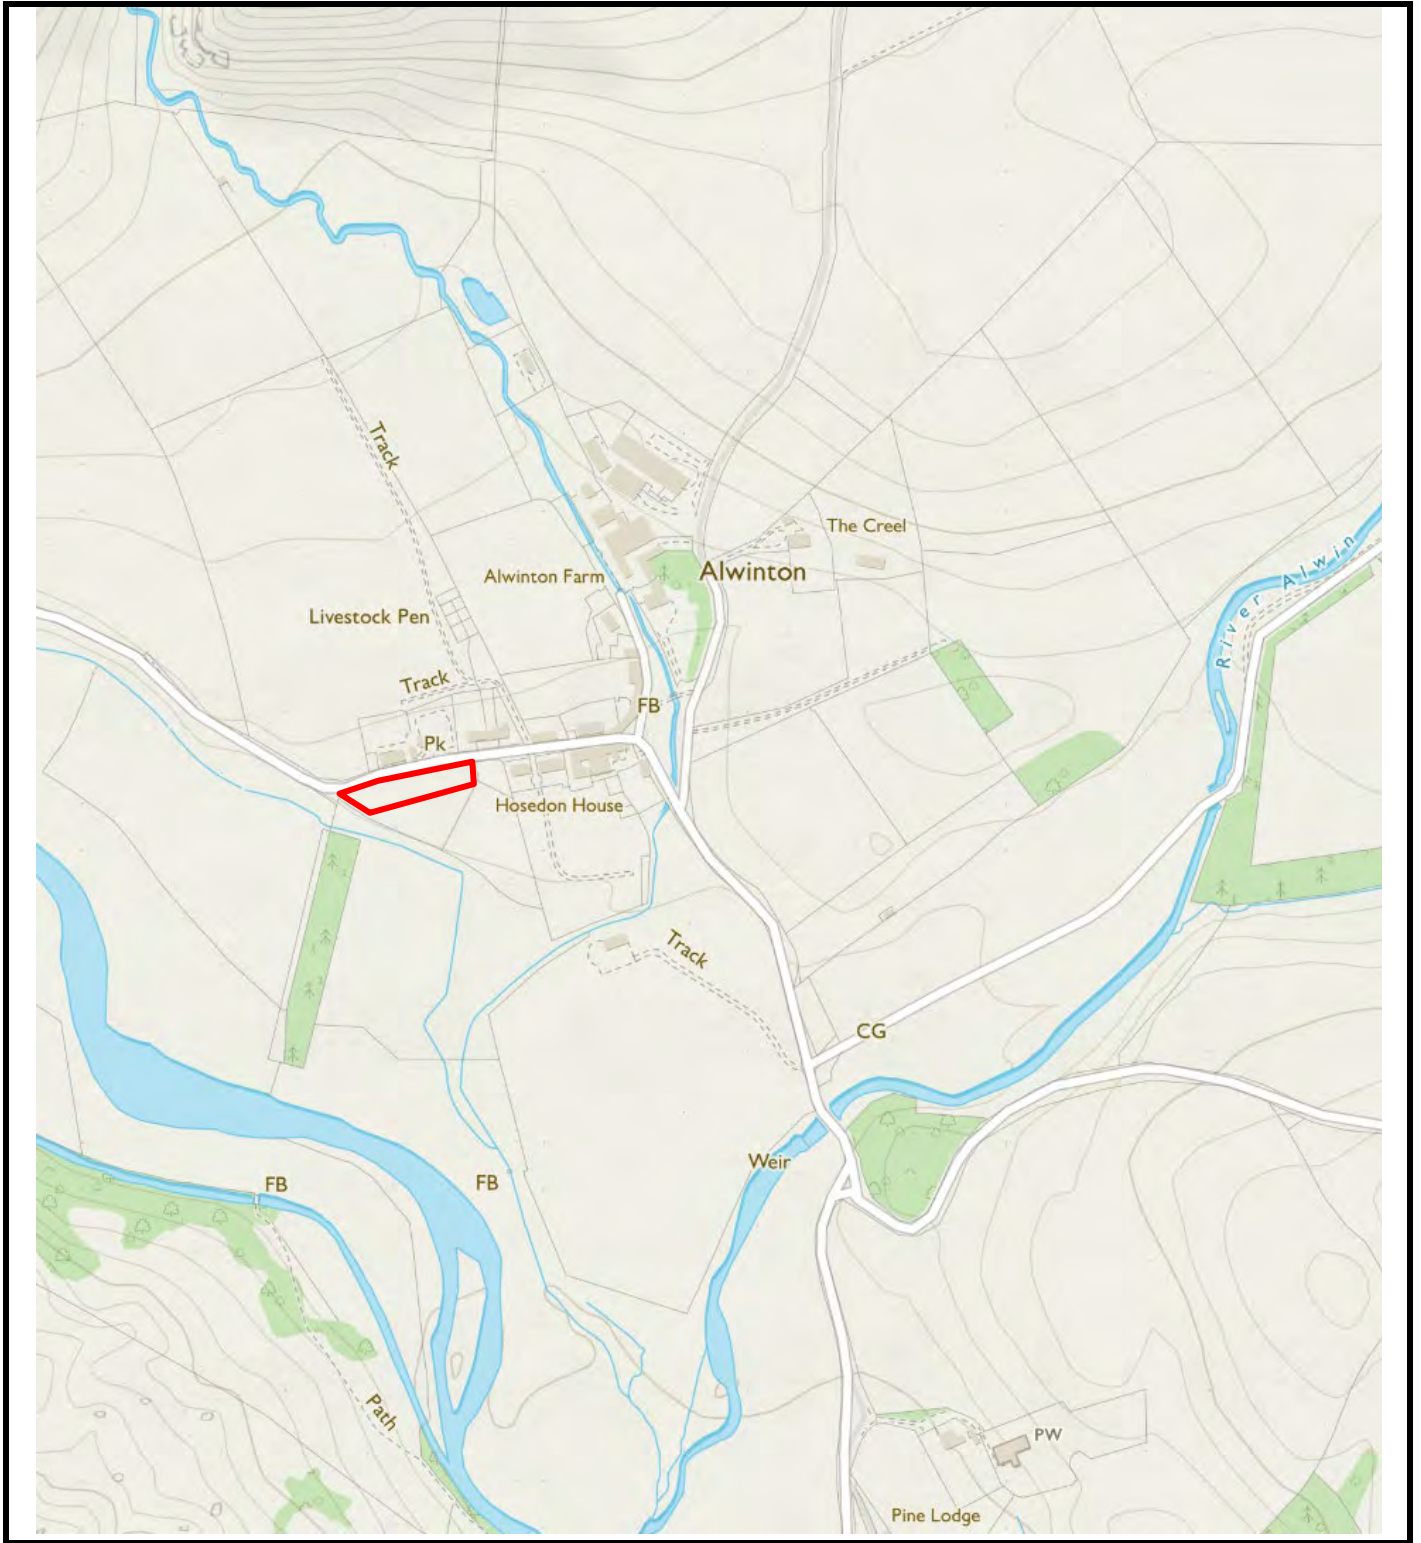 Track
The Creel
River Alwin
Alwinton
Alwinton Farm
Livestock Pen
Track
FB
Pk
Hosedon House
Track
CG
Weir
FB
FB
Path
PW
Pine Lodge